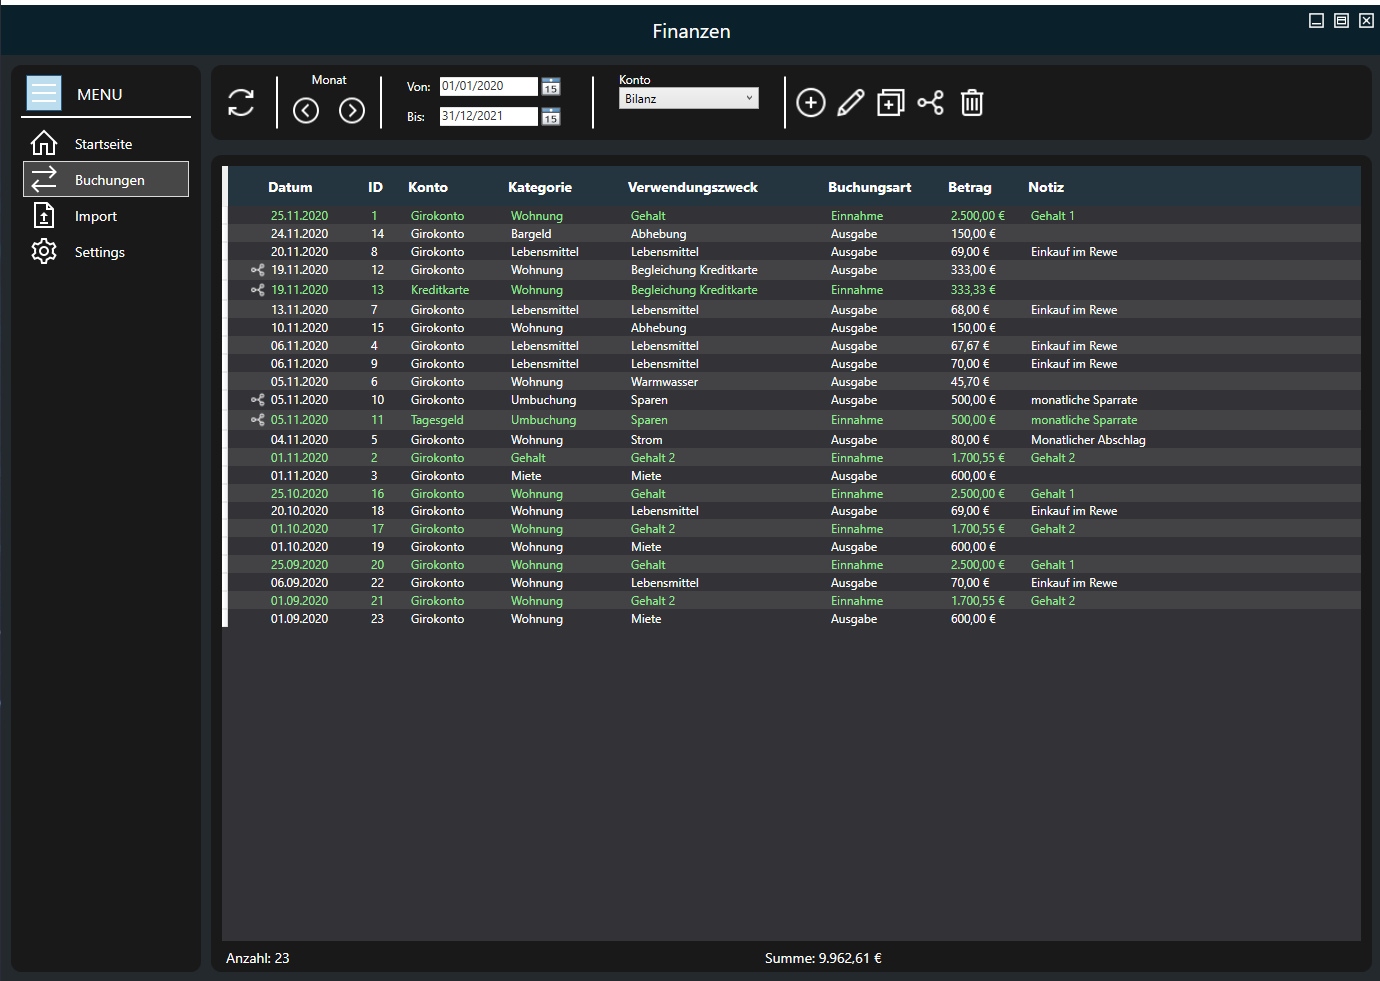 Finanzen
MENU
Startseite
Buchungen
Import
Settings
Monat
Von: 01/01/2020 15
Bis: 31/12/2021 15
Konto
Bilanz
Datum ID Konto Kategorie Verwendungszweck Buchungsart Betrag Notiz
25.11.2020 1 Girokonto Wohnung Gehalt Einnahme 2.500,00 € Gehalt 1
24.11.2020 14 Girokonto Bargeld Abhebung Ausgabe 150,00 €
20.11.2020 8 Girokonto Lebensmittel Lebensmittel Ausgabe 69,00 € Einkauf im Rewe
19.11.2020 12 Girokonto Wohnung Begleichung Kreditkarte Ausgabe 333,00 €
19.11.2020 13 Kreditkarte Wohnung Begleichung Kreditkarte Einnahme 333,33 €
13.11.2020 7 Girokonto Lebensmittel Lebensmittel Ausgabe 68,00 € Einkauf im Rewe
10.11.2020 15 Girokonto Wohnung Abhebung Ausgabe 150,00 €
06.11.2020 4 Girokonto Lebensmittel Lebensmittel Ausgabe 67,67 € Einkauf im Rewe
06.11.2020 9 Girokonto Lebensmittel Lebensmittel Ausgabe 70,00 € Einkauf im Rewe
05.11.2020 6 Girokonto Wohnung Warmwasser Ausgabe 45,70 €
05.11.2020 10 Girokonto Umbuchung Sparen Ausgabe 500,00 € monatliche Sparrate
05.11.2020 11 Tagesgeld Umbuchung Sparen Einnahme 500,00 € monatliche Sparrate
04.11.2020 5 Girokonto Wohnung Strom Ausgabe 80,00 € Monatlicher Abschlag
01.11.2020 2 Girokonto Gehalt Gehalt 2 Einnahme 1.700,55 € Gehalt 2
01.11.2020 3 Girokonto Miete Miete Ausgabe 600,00 €
25.10.2020 16 Girokonto Wohnung Gehalt Einnahme 2.500,00 € Gehalt 1
20.10.2020 18 Girokonto Wohnung Lebensmittel Ausgabe 69,00 € Einkauf im Rewe
01.10.2020 17 Girokonto Wohnung Gehalt 2 Einnahme 1.700,55 € Gehalt 2
01.10.2020 19 Girokonto Wohnung Miete Ausgabe 600,00 €
25.09.2020 20 Girokonto Wohnung Gehalt Einnahme 2.500,00 € Gehalt 1
06.09.2020 22 Girokonto Wohnung Lebensmittel Ausgabe 70,00 € Einkauf im Rewe
01.09.2020 21 Girokonto Wohnung Gehalt 2 Einnahme 1.700,55 € Gehalt 2
01.09.2020 23 Girokonto Wohnung Miete Ausgabe 600,00 €
Anzahl: 23 Summe: 9.962,61 €